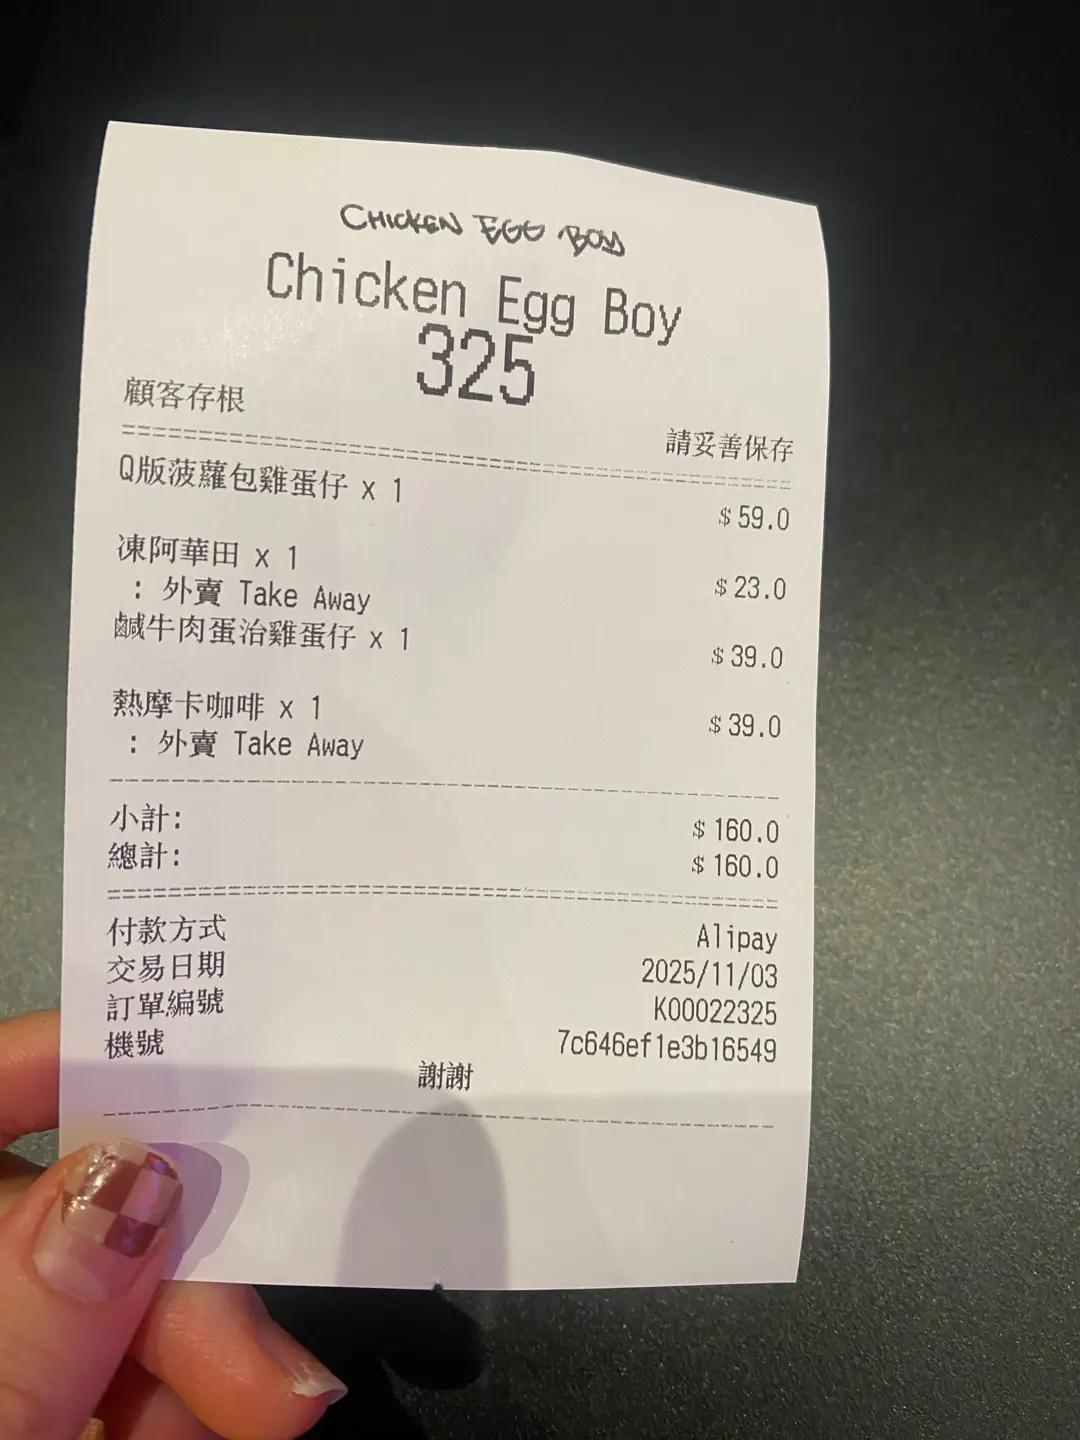 CHICKEN EGG BOY
Chicken Egg Boy
325
顧客存根 請妥善保存
Q版菠蘿包雞蛋仔 x 1 $59.0
凍阿華田 x 1 $23.0
: 外賣 Take Away
鹹牛肉蛋治雞蛋仔 x 1 $39.0
熱摩卡咖啡 x 1 $39.0
: 外賣 Take Away
小計: $160.0
總計: $160.0
付款方式 Alipay
交易日期 2025/11/03
訂單編號 K00022325
機號 7c646ef1e3b16549
謝謝